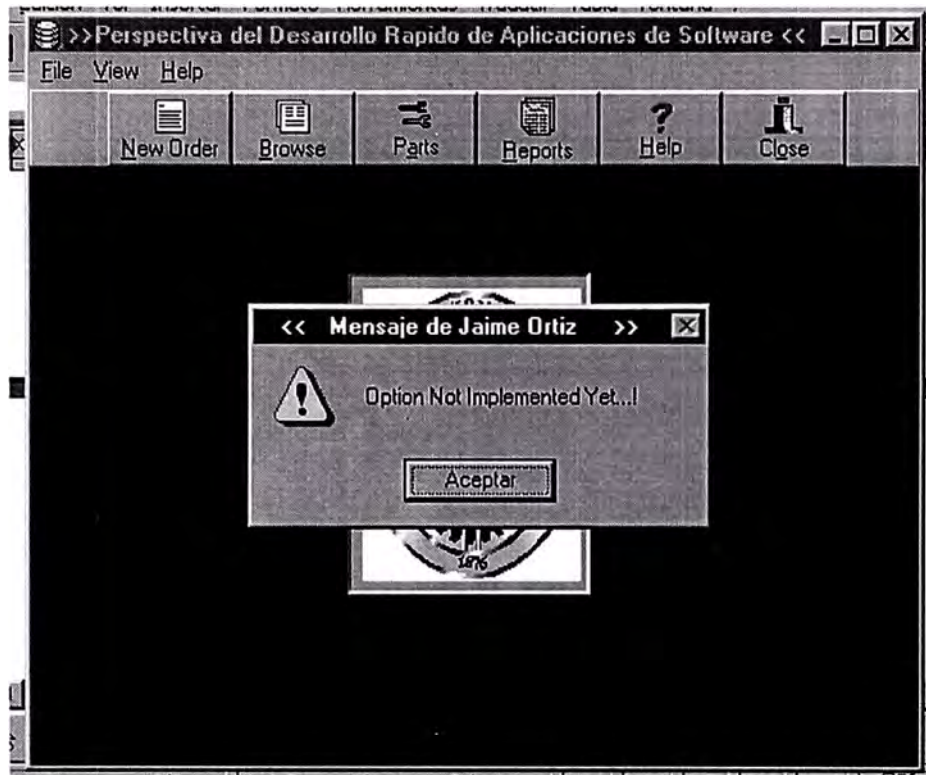 >>Perspectiva del Desarrollo Rapido de Aplicaciones de Software <<
File View Help
New Order Browse Parts Reports Help Close
<< Mensaje de Jaime Ortiz >>
Option Not Implemented Yet...!
Aceptar
1876